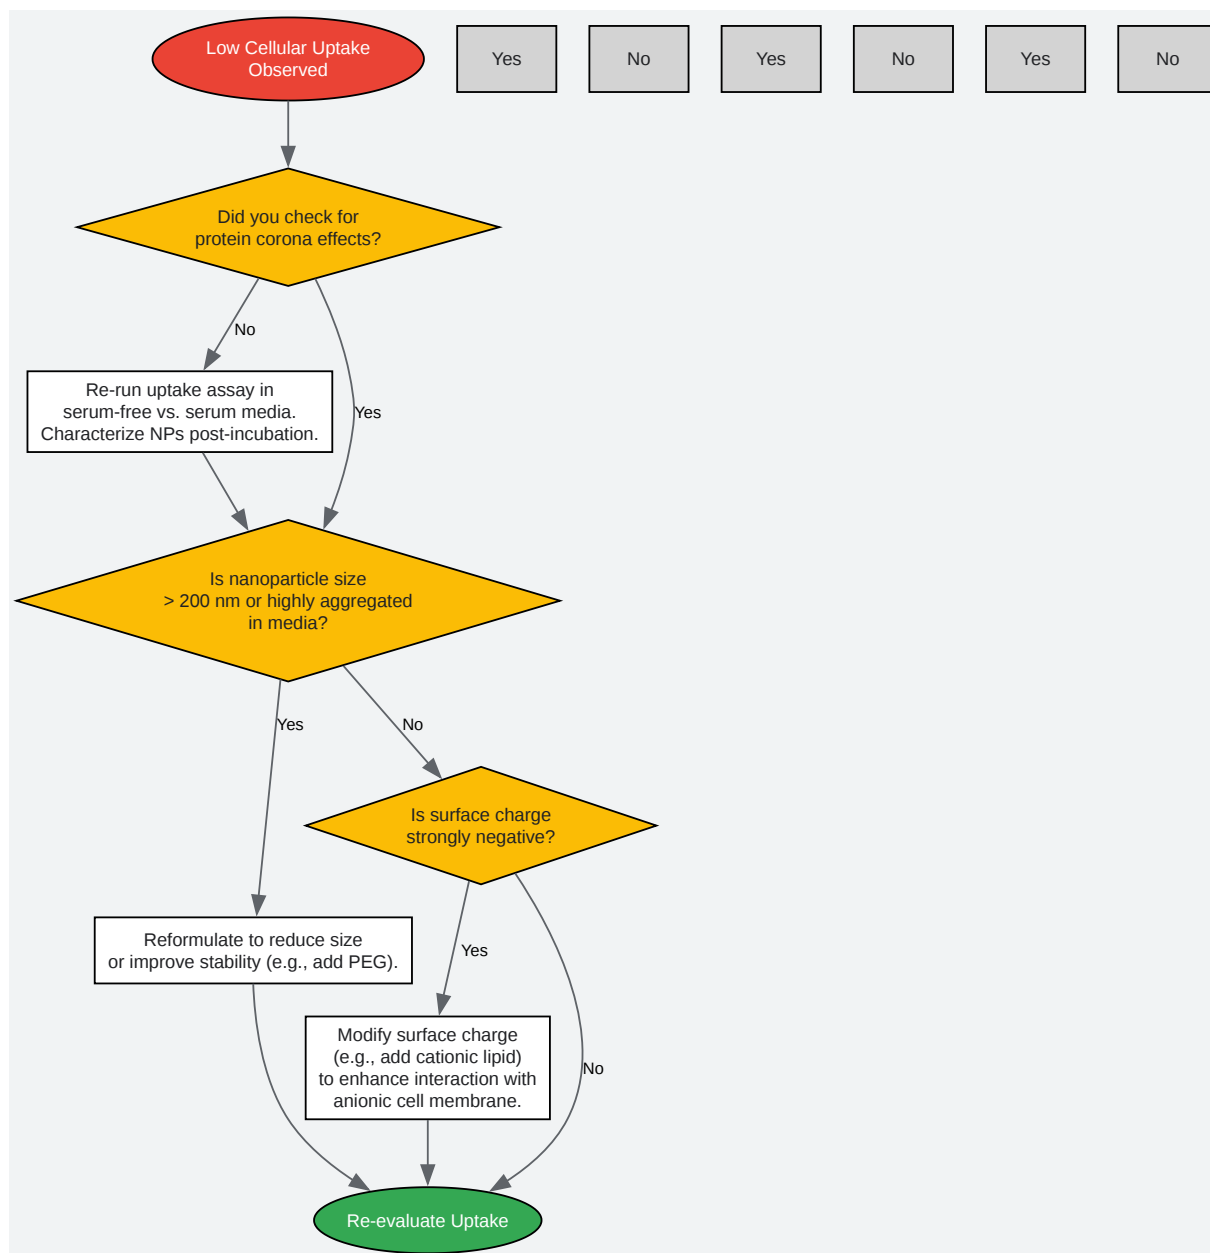 Low Cellular Uptake
Observed
Yes
No
Yes
No
Yes
No
Did you check for
protein corona effects?
No
Yes
Re-run uptake assay in
serum-free vs. serum media.
Characterize NPs post-incubation.
Is nanoparticle size
> 200 nm or highly aggregated
in media?
Yes
No
Is surface charge
strongly negative?
Reformulate to reduce size
or improve stability (e.g., add PEG).
Yes
No
Modify surface charge
(e.g., add cationic lipid)
to enhance interaction with
anionic cell membrane.
Re-evaluate Uptake